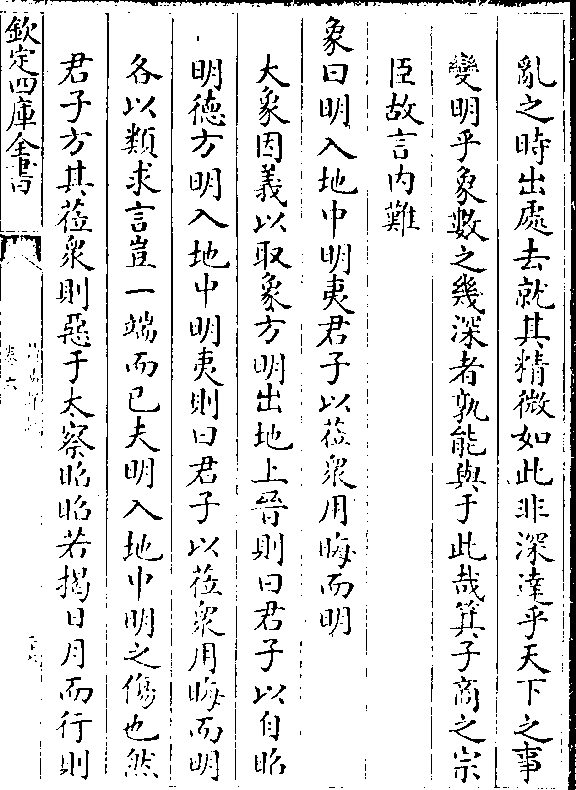 亂之時出處去就其精微如此非深達乎天下之事
變明乎象數之幾深者孰能與于此哉箕子商之宗
臣故言内難
象曰明入地中明夷君子以莅衆用晦而明
大象因義以取象方明出地上晉則曰君子以自昭
明德方明入地中明夷則曰君子以莅衆用晦而明
各以類求言豈一端而已夫明入地中明之傷也然
君子方其莅衆則惡于太察昭昭若揭日月而行則
欽定四庫全書
卷六